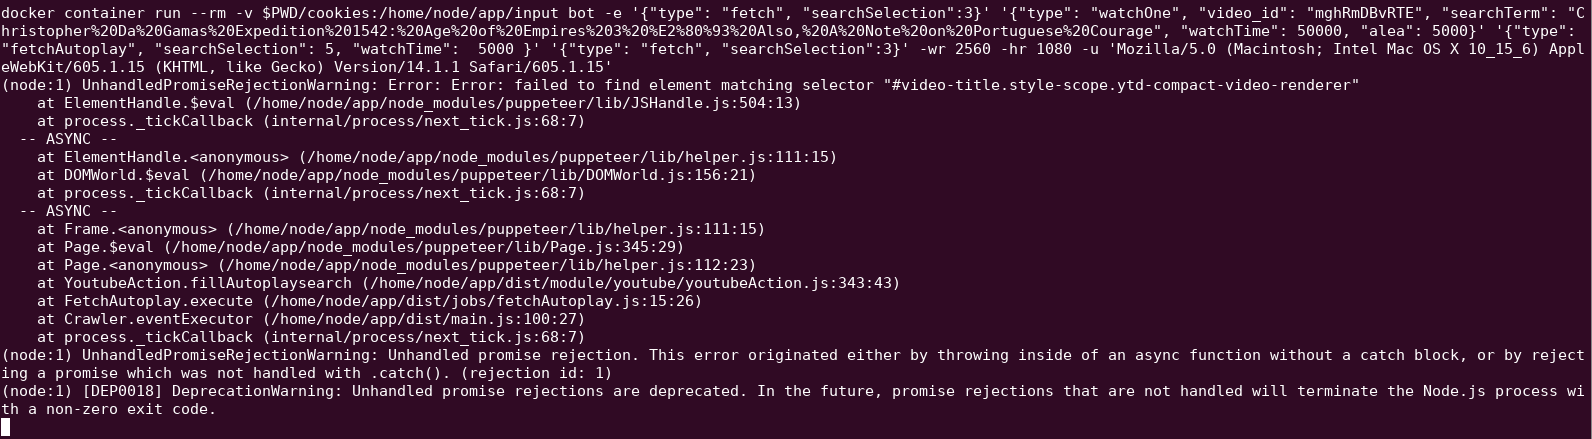 docker container run --rm -v $PWD/cookies:/home/node/app/input bot -e '{"type": "fetch", "searchSelection":3}' '{"type": "watchOne", "video_id": "mghRmDBvRTE", "searchTerm": "C
hristopher%20Da%20Gamas%20Expedition%201542:%20Age%20of%20Empires%203%20%E2%80%93%20Also,%20A%20Note%20on%20Portuguese%20Courage", "watchTime": 50000, "alea": 5000}' '{"type":
"fetchAutoplay", "searchSelection": 5, "watchTime":  5000 }' '{"type": "fetch", "searchSelection":3}' -wr 2560 -hr 1080 -u 'Mozilla/5.0 (Macintosh; Intel Mac OS X 10_15_6) Appl
eWebKit/605.1.15 (KHTML, like Gecko) Version/14.1.1 Safari/605.1.15'
(node:1) UnhandledPromiseRejectionWarning: Error: Error: failed to find element matching selector "#video-title.style-scope.ytd-compact-video-renderer"
    at ElementHandle.$eval (/home/node/app/node_modules/puppeteer/lib/JSHandle.js:504:13)
    at process._tickCallback (internal/process/next_tick.js:68:7)
  -- ASYNC --
    at ElementHandle.<anonymous> (/home/node/app/node_modules/puppeteer/lib/helper.js:111:15)
    at DOMWorld.$eval (/home/node/app/node_modules/puppeteer/lib/DOMWorld.js:156:21)
    at process._tickCallback (internal/process/next_tick.js:68:7)
  -- ASYNC --
    at Frame.<anonymous> (/home/node/app/node_modules/puppeteer/lib/helper.js:111:15)
    at Page.$eval (/home/node/app/node_modules/puppeteer/lib/Page.js:345:29)
    at Page.<anonymous> (/home/node/app/node_modules/puppeteer/lib/helper.js:112:23)
    at YoutubeAction.fillAutoplaysearch (/home/node/app/dist/module/youtube/youtubeAction.js:343:43)
    at FetchAutoplay.execute (/home/node/app/dist/jobs/fetchAutoplay.js:15:26)
    at Crawler.eventExecutor (/home/node/app/dist/main.js:100:27)
    at process._tickCallback (internal/process/next_tick.js:68:7)
(node:1) UnhandledPromiseRejectionWarning: Unhandled promise rejection. This error originated either by throwing inside of an async function without a catch block, or by reject
ing a promise which was not handled with .catch(). (rejection id: 1)
(node:1) [DEP0018] DeprecationWarning: Unhandled promise rejections are deprecated. In the future, promise rejections that are not handled will terminate the Node.js process wi
th a non-zero exit code.